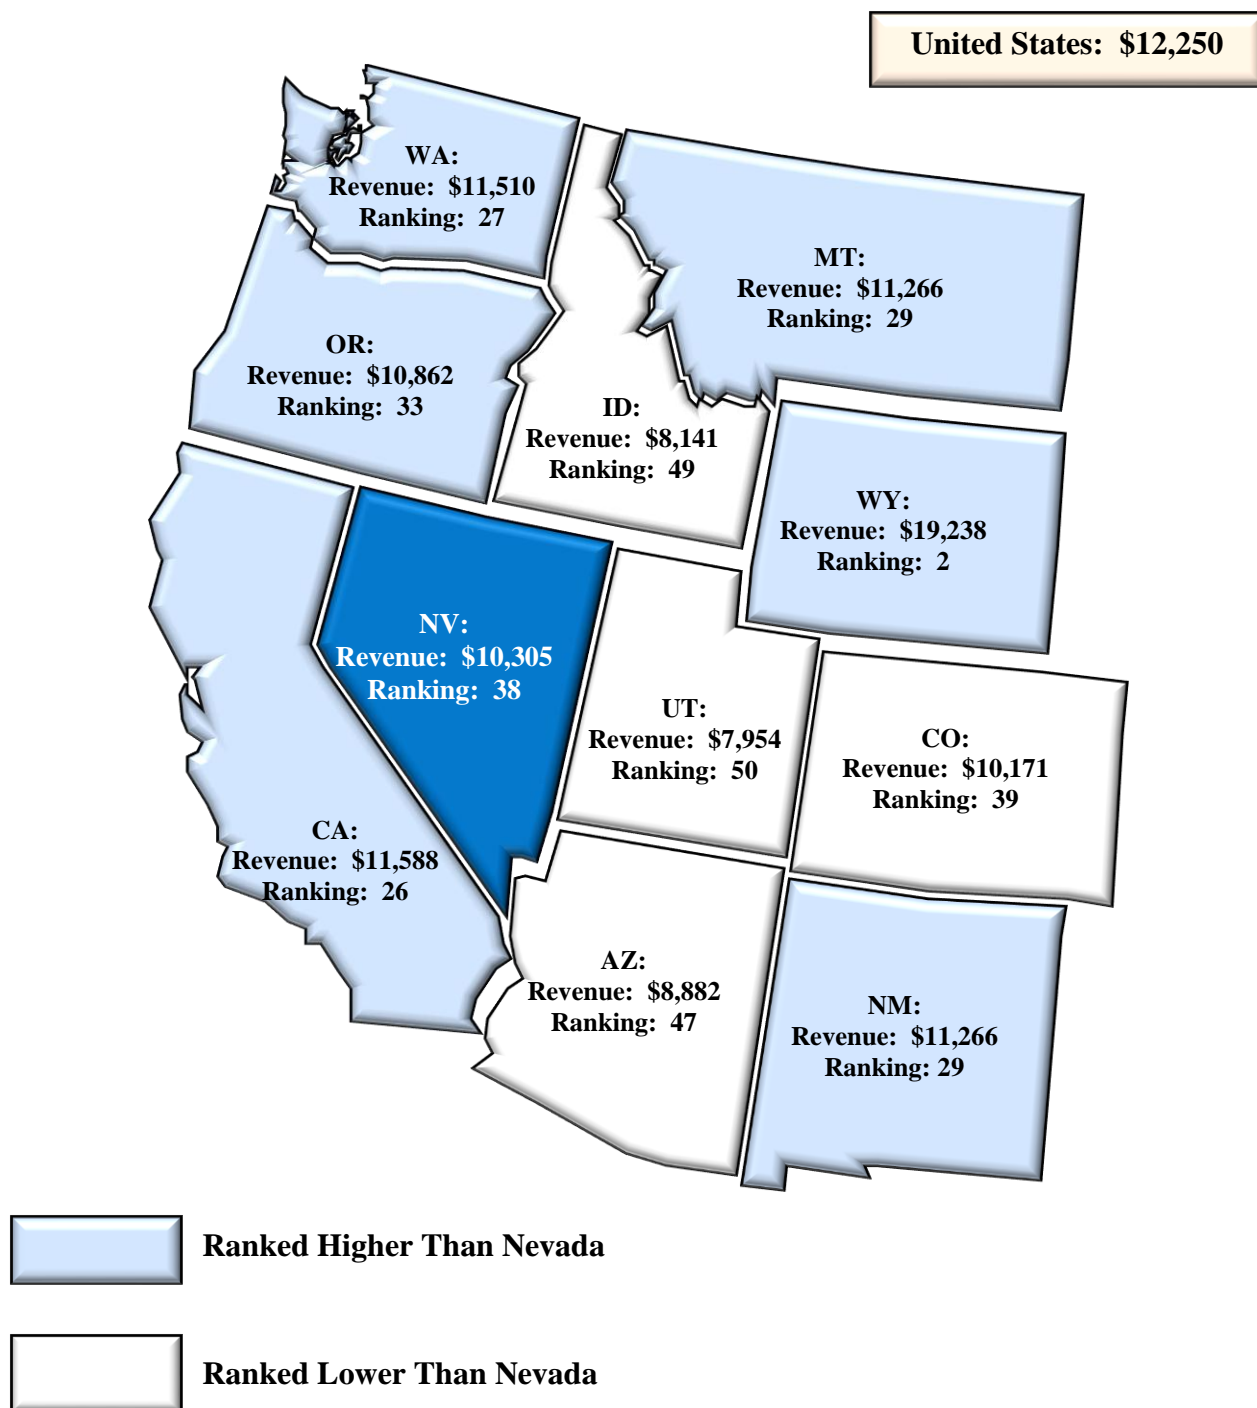 United States:  $12,250
WA:
Revenue:  $11,510
Ranking:  27
MT:
Revenue:  $11,266
Ranking:  29
OR:
Revenue:  $10,862
Ranking:  33
ID:
Revenue:  $8,141
Ranking:  49
WY:
Revenue:  $19,238
Ranking:  2
NV:
Revenue:  $10,305
Ranking:  38
UT:
Revenue:  $7,954
Ranking:  50
CO:
Revenue:  $10,171
Ranking:  39
CA:
Revenue:  $11,588
Ranking:  26
AZ:
Revenue:  $8,882
Ranking:  47
NM:
Revenue:  $11,266
Ranking: 29
Ranked Higher Than Nevada
Ranked Lower Than Nevada